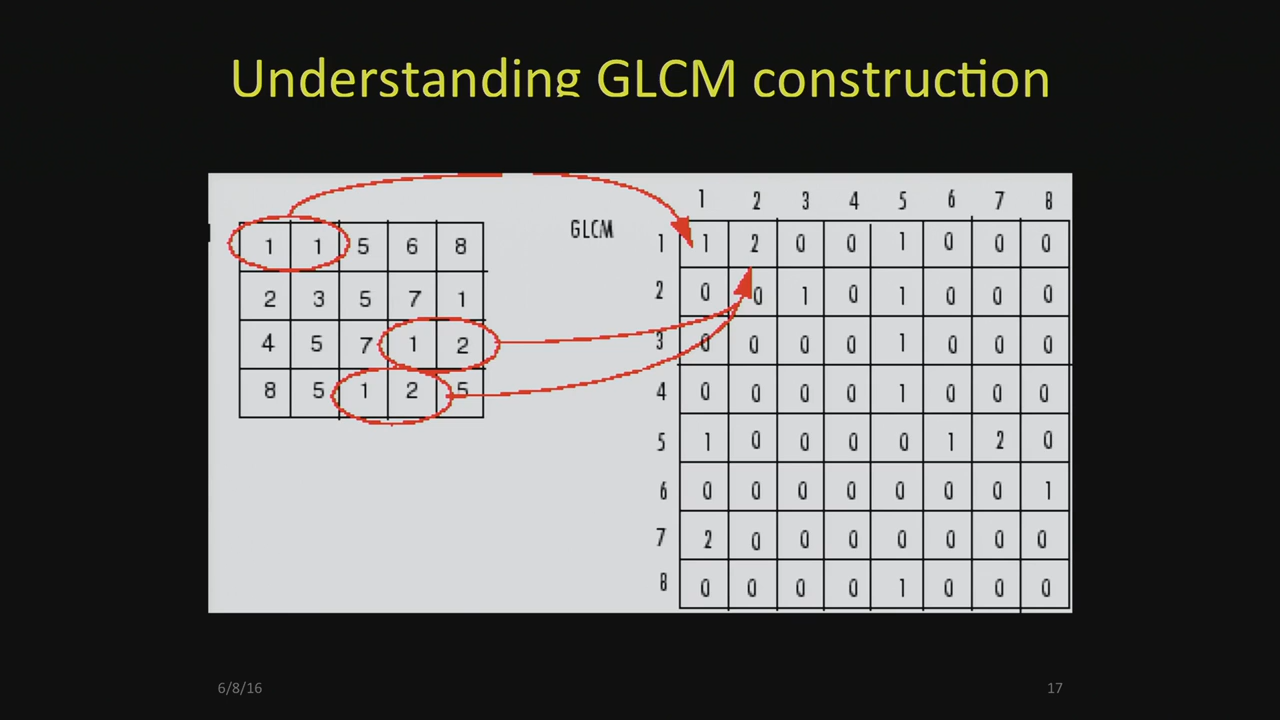 Understanding GLCM construction
1 1 5 6 8
2 3 5 7 1
4 5 7 1 2
8 5 1 2 5
GLCM
1 2 3 4 5 6 7 8
1 1 2 0 0 1 0 0 0
2 0 0 1 0 1 0 0 0
3 0 0 0 0 1 0 0 0
4 0 0 0 0 1 0 0 0
5 1 0 0 0 0 1 2 0
6 0 0 0 0 0 0 0 1
7 2 0 0 0 0 0 0 0
8 0 0 0 0 1 0 0 0
6/8/16
17